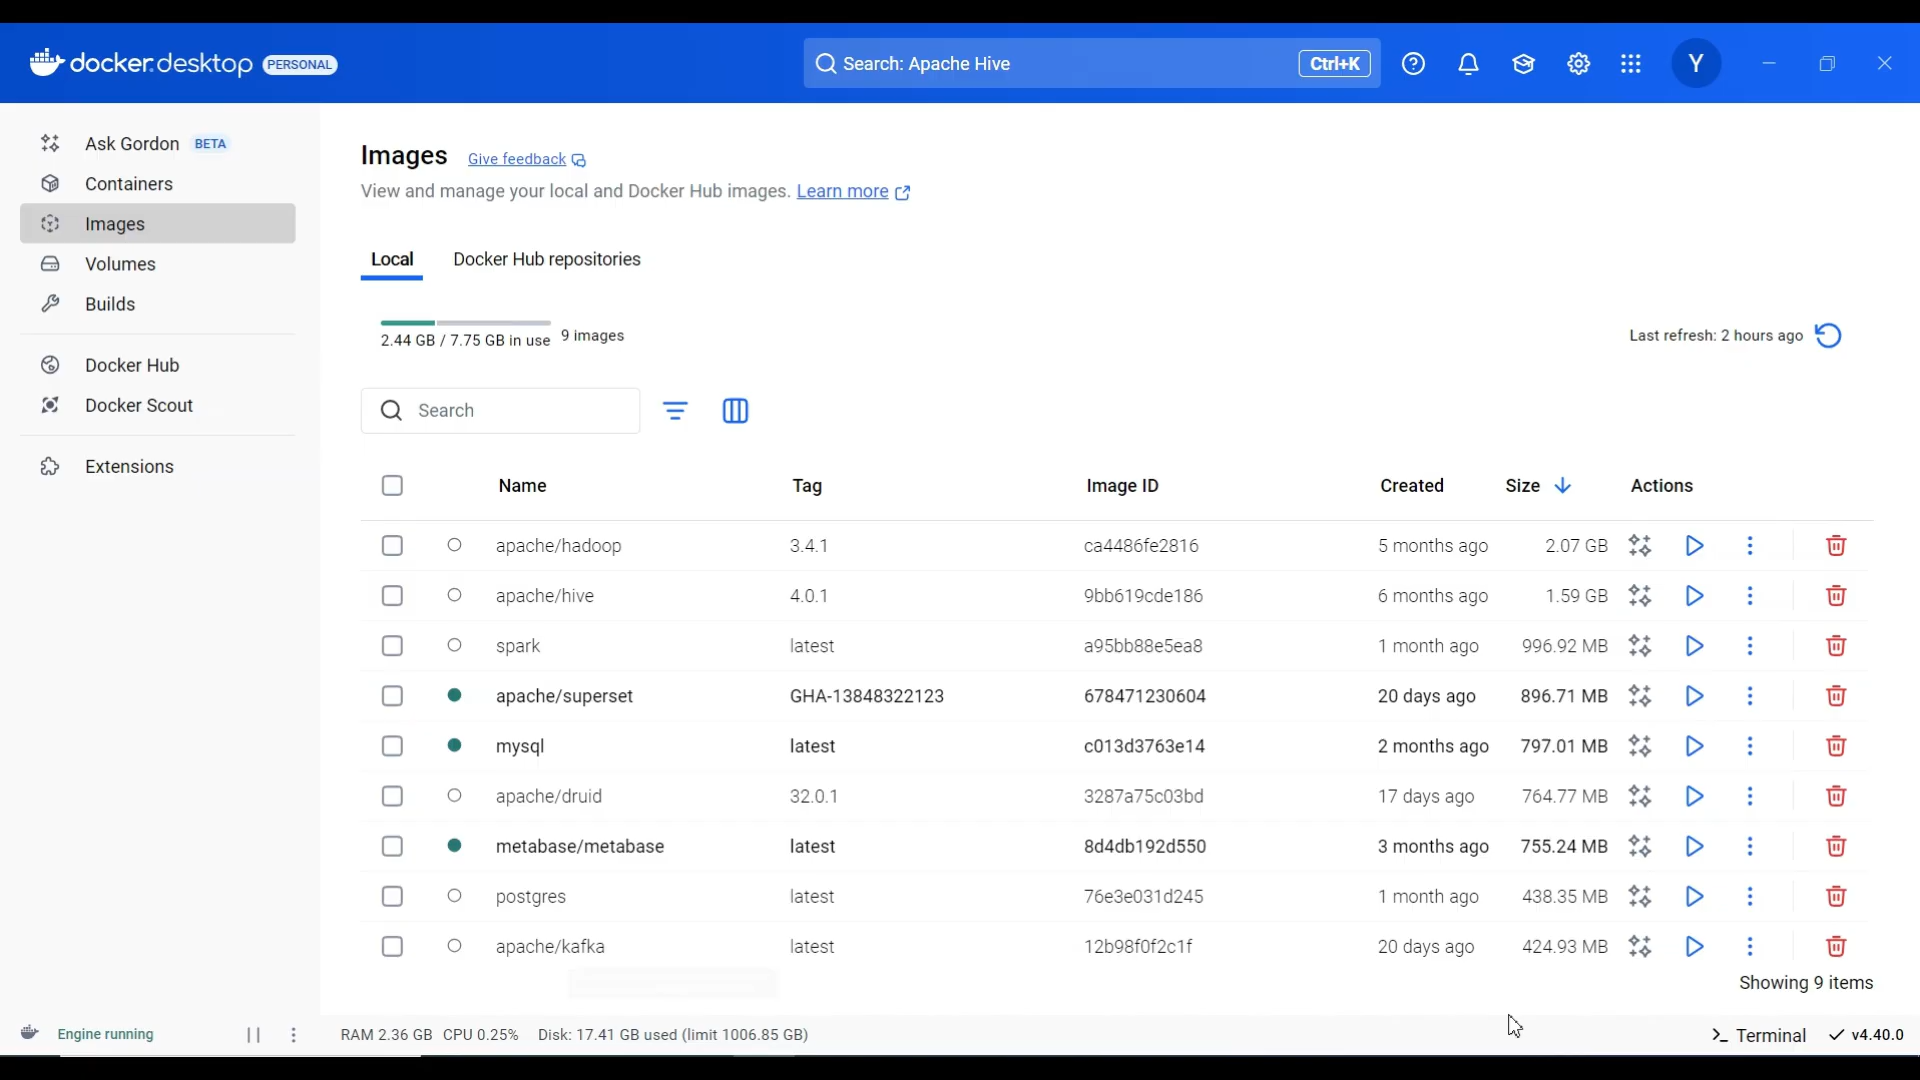 docker.desktop PERSONAL
Search: Apache Hive Ctrl+K
Y
Ask Gordon BETA
Containers
Images
Volumes
Builds
Docker Hub
Docker Scout
Extensions
Images Give feedback
View and manage your local and Docker Hub images. Learn more
Local Docker Hub repositories
2.44 GB / 7.75 GB in use 9 images
Last refresh: 2 hours ago
Search
Name Tag Image ID Created Size Actions
apache/hadoop 3.4.1 ca4486fe2816 5 months ago 2.07 GB
apache/hive 4.0.1 9bb619cde186 6 months ago 1.59 GB
spark latest a95bb88e5ea8 1 month ago 996.92 MB
apache/superset GHA-13848322123 678471230604 20 days ago 896.71 MB
mysql latest c013d3763e14 2 months ago 797.01 MB
apache/druid 32.0.1 3287a75c03bd 17 days ago 764.77 MB
metabase/metabase latest 8d4db192d550 3 months ago 755.24 MB
postgres latest 76e3e031d245 1 month ago 438.35 MB
apache/kafka latest 12b98f0f2c1f 20 days ago 424.93 MB
Showing 9 items
Engine running RAM 2.36 GB CPU 0.25% Disk: 17.41 GB used (limit 1006.85 GB) >_ Terminal v4.40.0